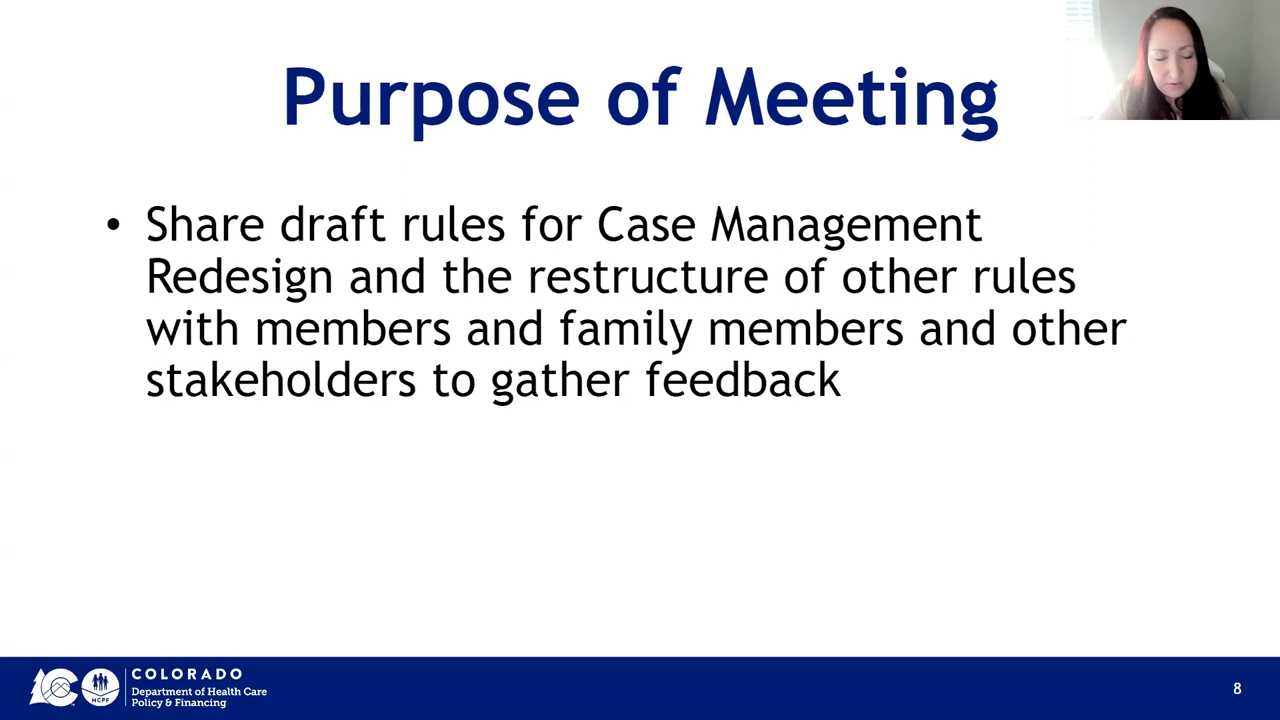 Purpose of Meeting
• Share draft rules for Case Management
Redesign and the restructure of other rules
with members and family members and other
stakeholders to gather feedback
HCPF
COLORADO
Department of Health Care
Policy & Financing
8